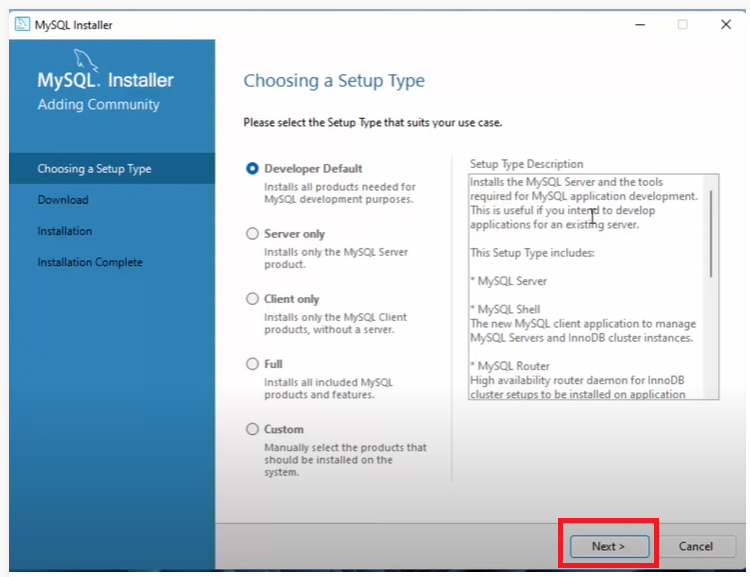 MySQL Installer
MySQL. Installer
Adding Community
Choosing a Setup Type
Download
Installation
Installation Complete
Choosing a Setup Type
Please select the Setup Type that suits your use case.
Developer Default
Installs all products needed for
MySQL development purposes.
Server only
Installs only the MySQL Server
product.
Client only
Installs only the MySQL Client
products, without a server.
Full
Installs all included MySQL
products and features.
Custom
Manually select the products that
should be installed on the
system.
Setup Type Description
Installs the MySQL Server and the tools
required for MySQL application development.
This is useful if you intend to develop
applications for an existing server.
This Setup Type includes:
* MySQL Server
* MySQL Shell
The new MySQL client application to manage
MySQL Servers and InnoDB cluster instances.
* MySQL Router
High availability router daemon for InnoDB
cluster setups to be installed on application
Next >
Cancel